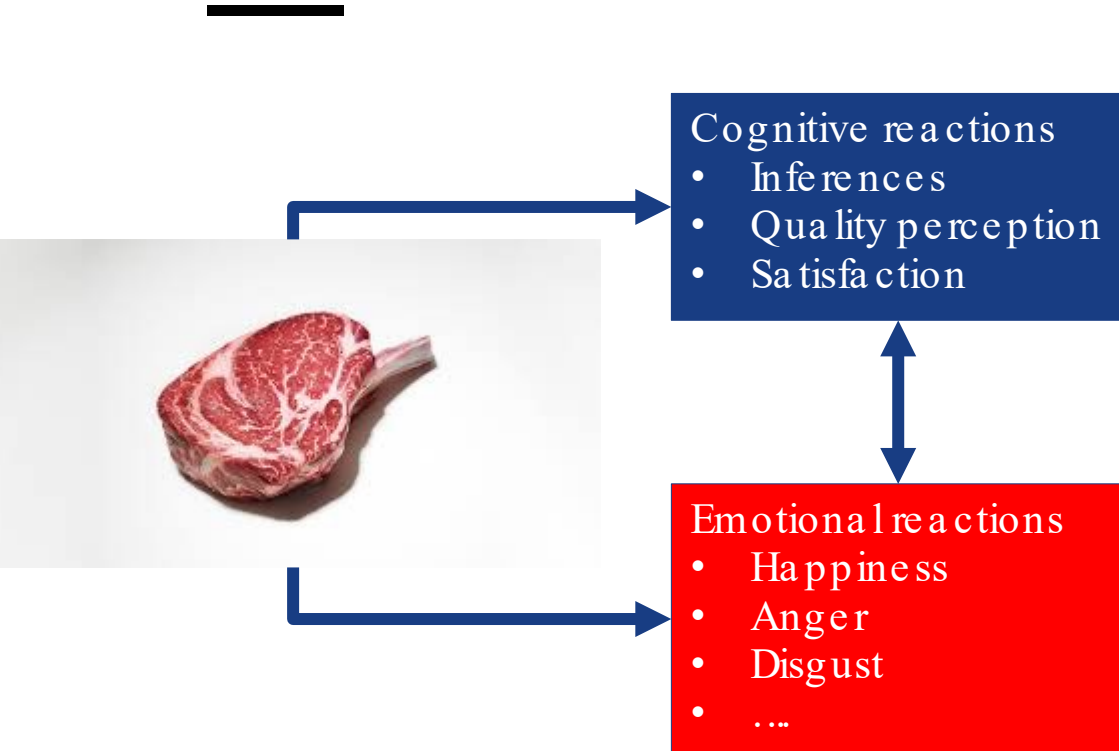 Cognitive reactions
• Inferences
• Quality perception
• Satisfaction
Emotional reactions
• Happiness
• Anger
• Disgust
• ….